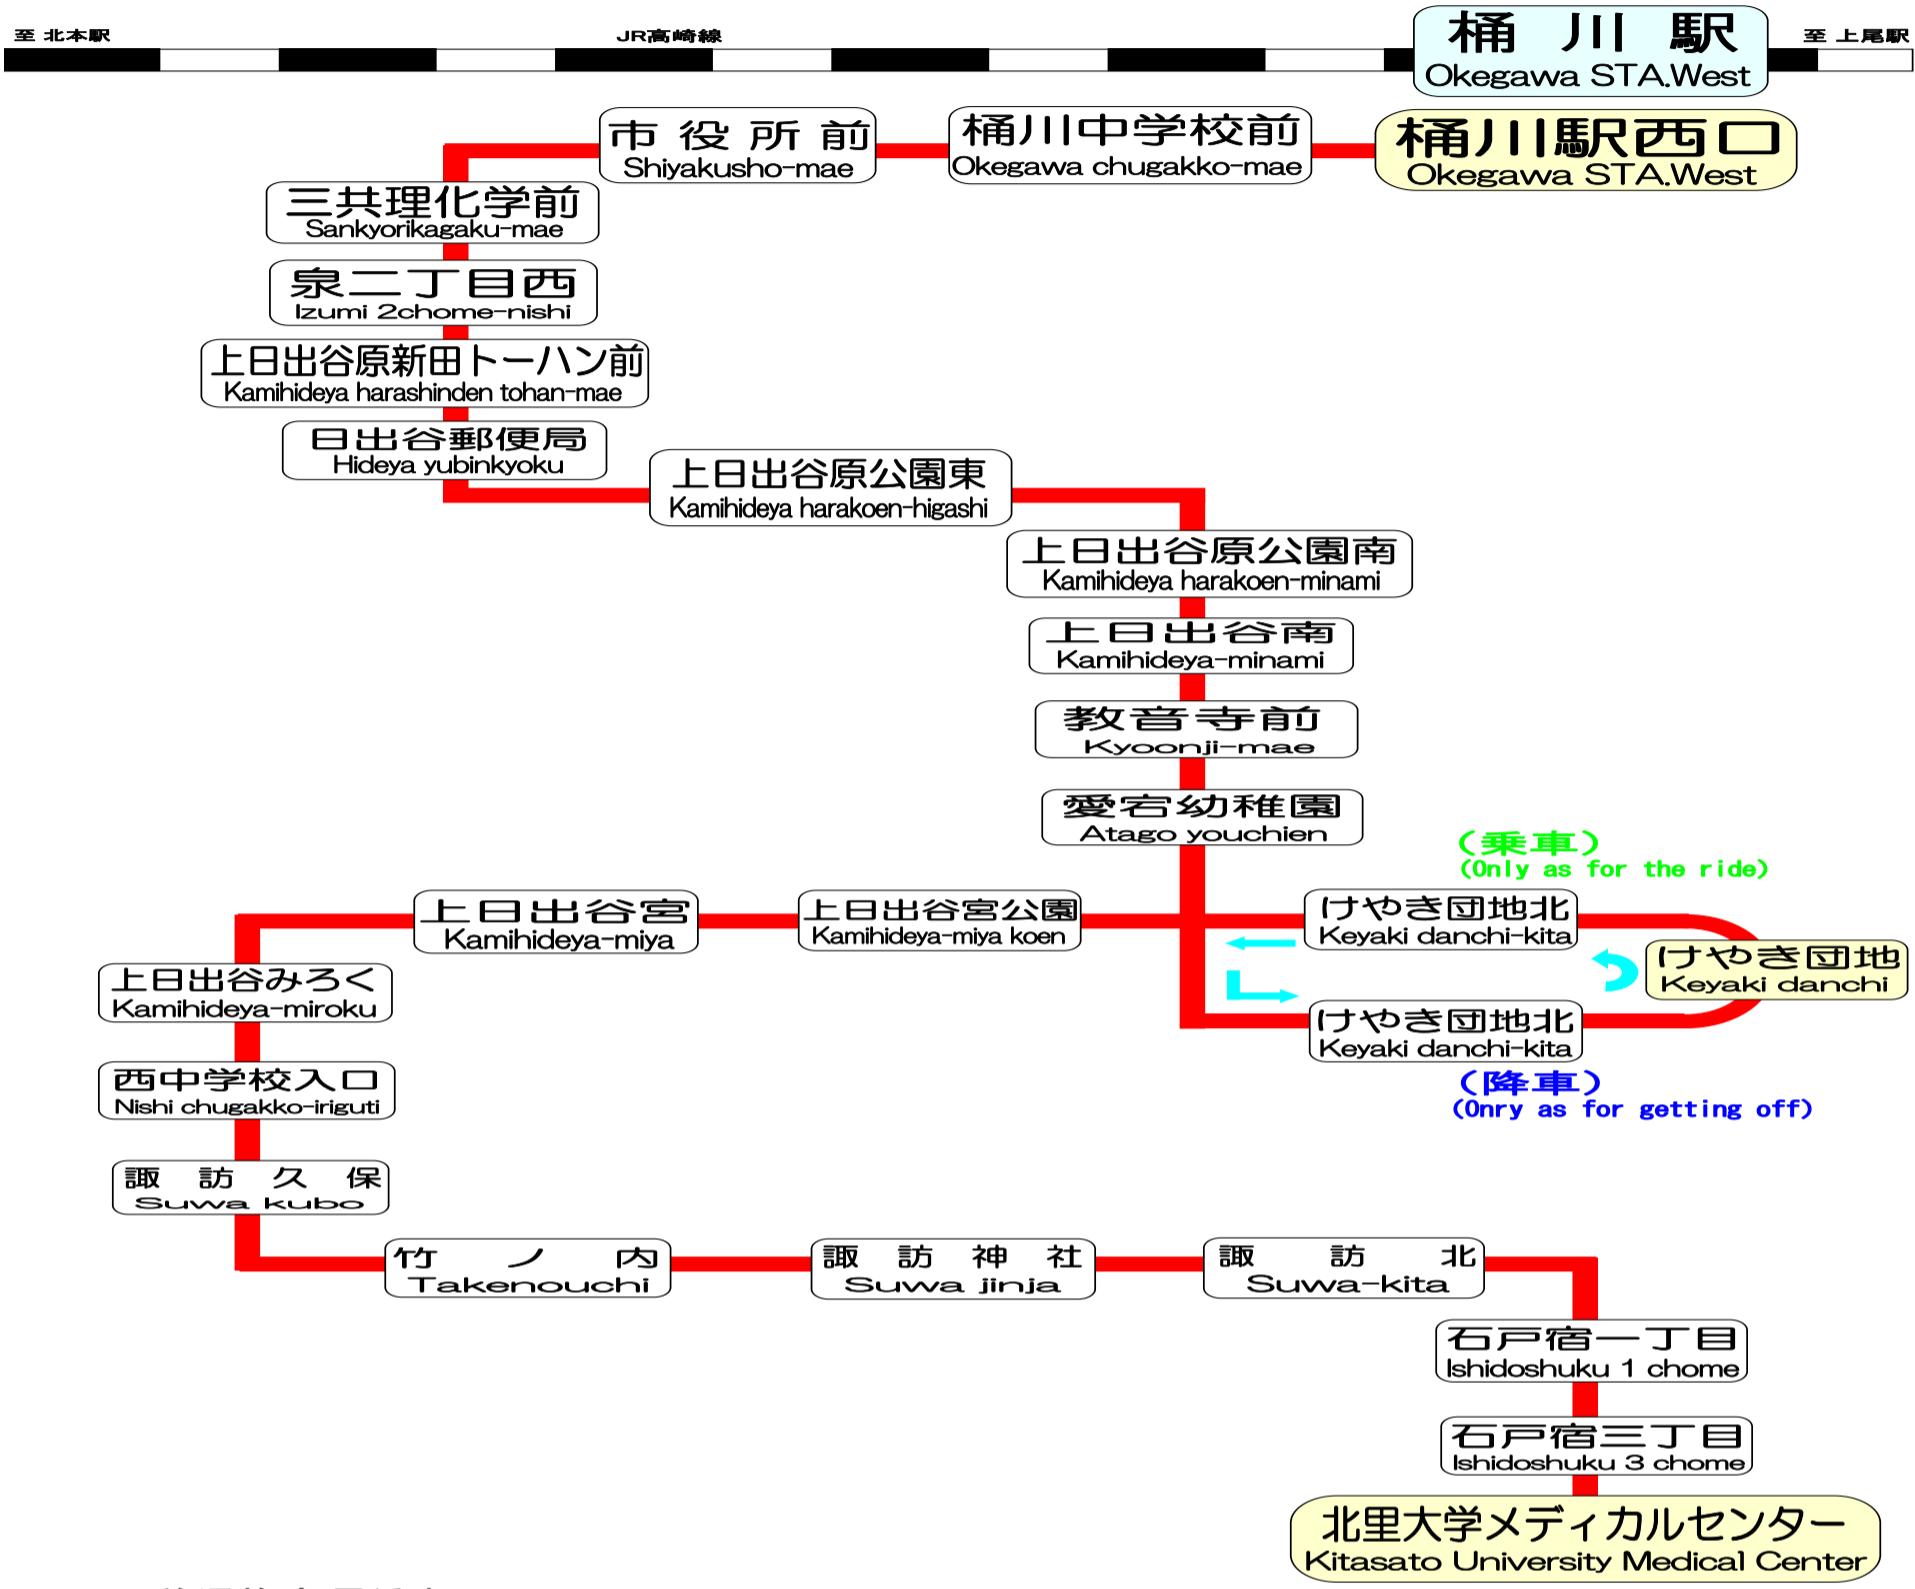 至 北本駅
JR高崎線
桶川駅
Okegawa STA.West
至 上尾駅
桶川駅西口
Okegawa STA.West
桶川中学校前
Okegawa chugakko-mae
市役所前
Shiyakusho-mae
三共理化学前
Sankyorikagaku-mae
泉二丁目西
Izumi 2chome-nishi
上日出谷原新田トーハン前
Kamihideya harashinden tohan-mae
日出谷郵便局
Hideya yubinkyoku
上日出谷原公園東
Kamihideya harakoen-higashi
上日出谷原公園南
Kamihideya harakoen-minami
上日出谷南
Kamihideya-minami
教音寺前
Kyoonji-mae
愛宕幼稚園
Atago youchien
(乗車)
(Only as for the ride)
けやき団地北
Keyaki danchi-kita
けやき団地
Keyaki danchi
けやき団地北
Keyaki danchi-kita
(降車)
(Onry as for getting off)
上日出谷宮公園
Kamihideya-miya koen
上日出谷宮
Kamihideya-miya
上日出谷みろく
Kamihideya-miroku
西中学校入口
Nishi chugakko-iriguti
諏訪久保
Suwa kubo
竹ノ内
Takenouchi
諏訪神社
Suwa jinja
諏訪北
Suwa-kita
石戸宿一丁目
Ishidoshuku 1 chome
石戸宿三丁目
Ishidoshuku 3 chome
北里大学メディカルセンター
Kitasato University Medical Center